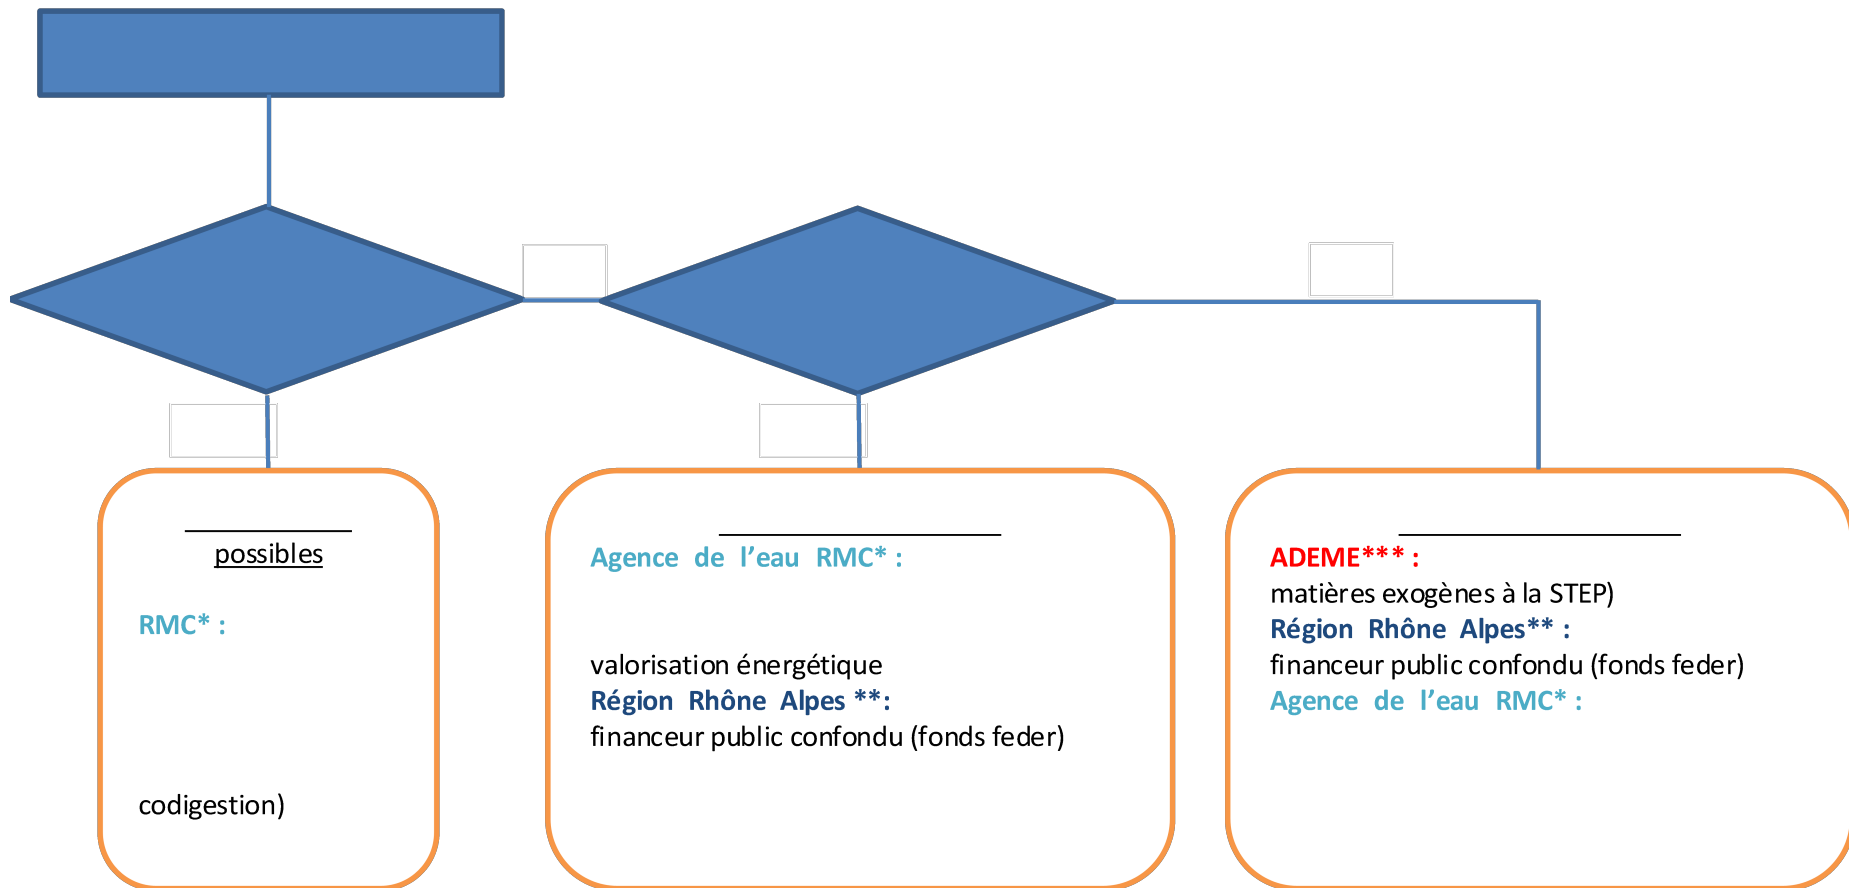 possibles
RMC* :
codigestion)
Agence de l’eau RMC* :
valorisation énergétique
Région Rhône Alpes **:
financeur public confondu (fonds feder)
ADEME*** :
matières exogènes à la STEP)
Région Rhône Alpes** :
financeur public confondu (fonds feder)
Agence de l’eau RMC* :